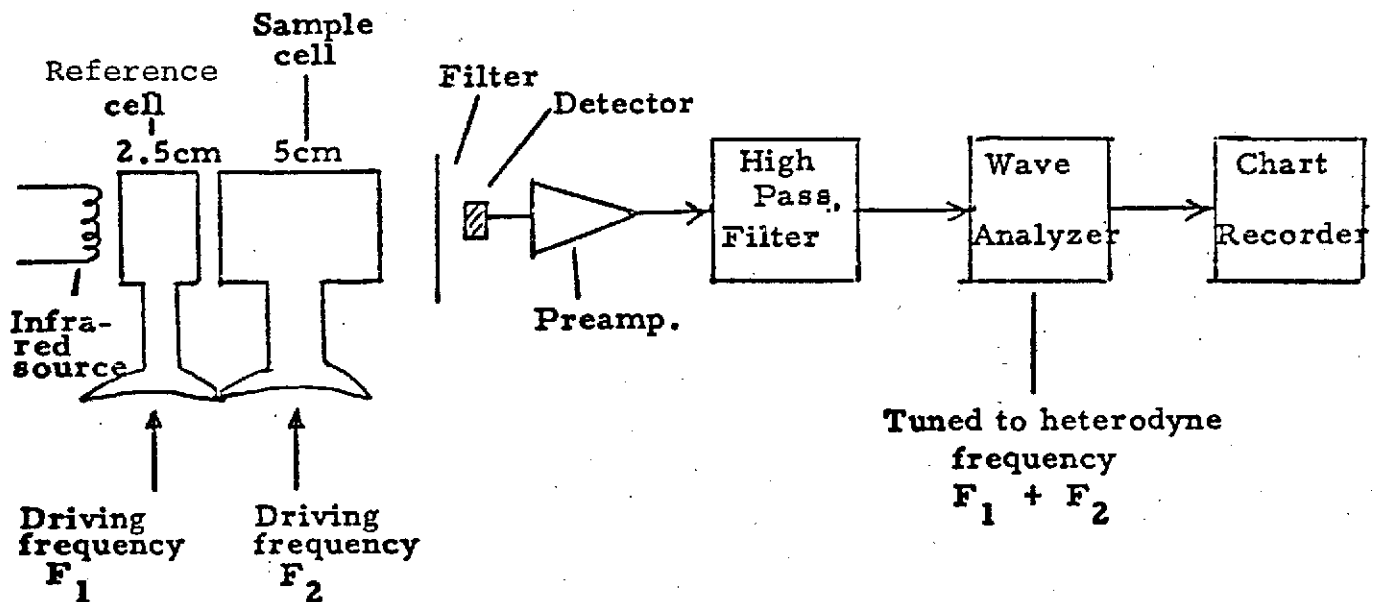 Sample
cell
Reference
cell
2.5cm
5cm
Filter
Detector
Infra-
red
source
Preamp.
High
Pass.
Filter
Wave
Analyzer
Chart
Recorder
Tuned to heterodyne
frequency
F1 + F2
Driving
frequency
F1
Driving
frequency
F2